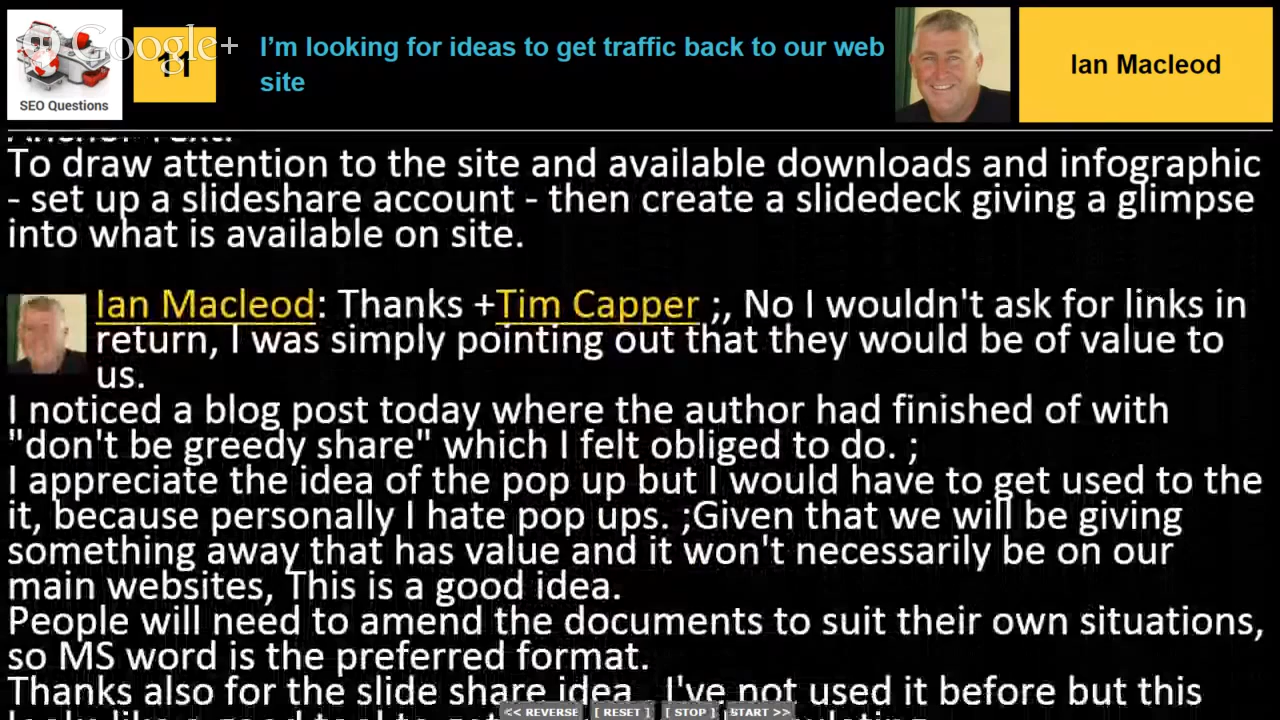 Google+
SEO Questions
11
I'm looking for ideas to get traffic back to our web
site
Ian Macleod
To draw attention to the site and available downloads and infographic
- set up a slideshare account - then create a slidedeck giving a glimpse
into what is available on site.
Ian Macleod: Thanks +Tim Capper ;, No I wouldn't ask for links in
return, I was simply pointing out that they would be of value to
us.
I noticed a blog post today where the author had finished of with
"don't be greedy share" which I felt obliged to do. ;
I appreciate the idea of the pop up but I would have to get used to the
it, because personally I hate pop ups. ;Given that we will be giving
something away that has value and it won't necessarily be on our
main websites, This is a good idea.
People will need to amend the documents to suit their own situations,
so MS word is the preferred format.
Thanks also for the slide share idea. I've not used it before but this
<< REVERSE [ RESET ] [ STOP ] START >>